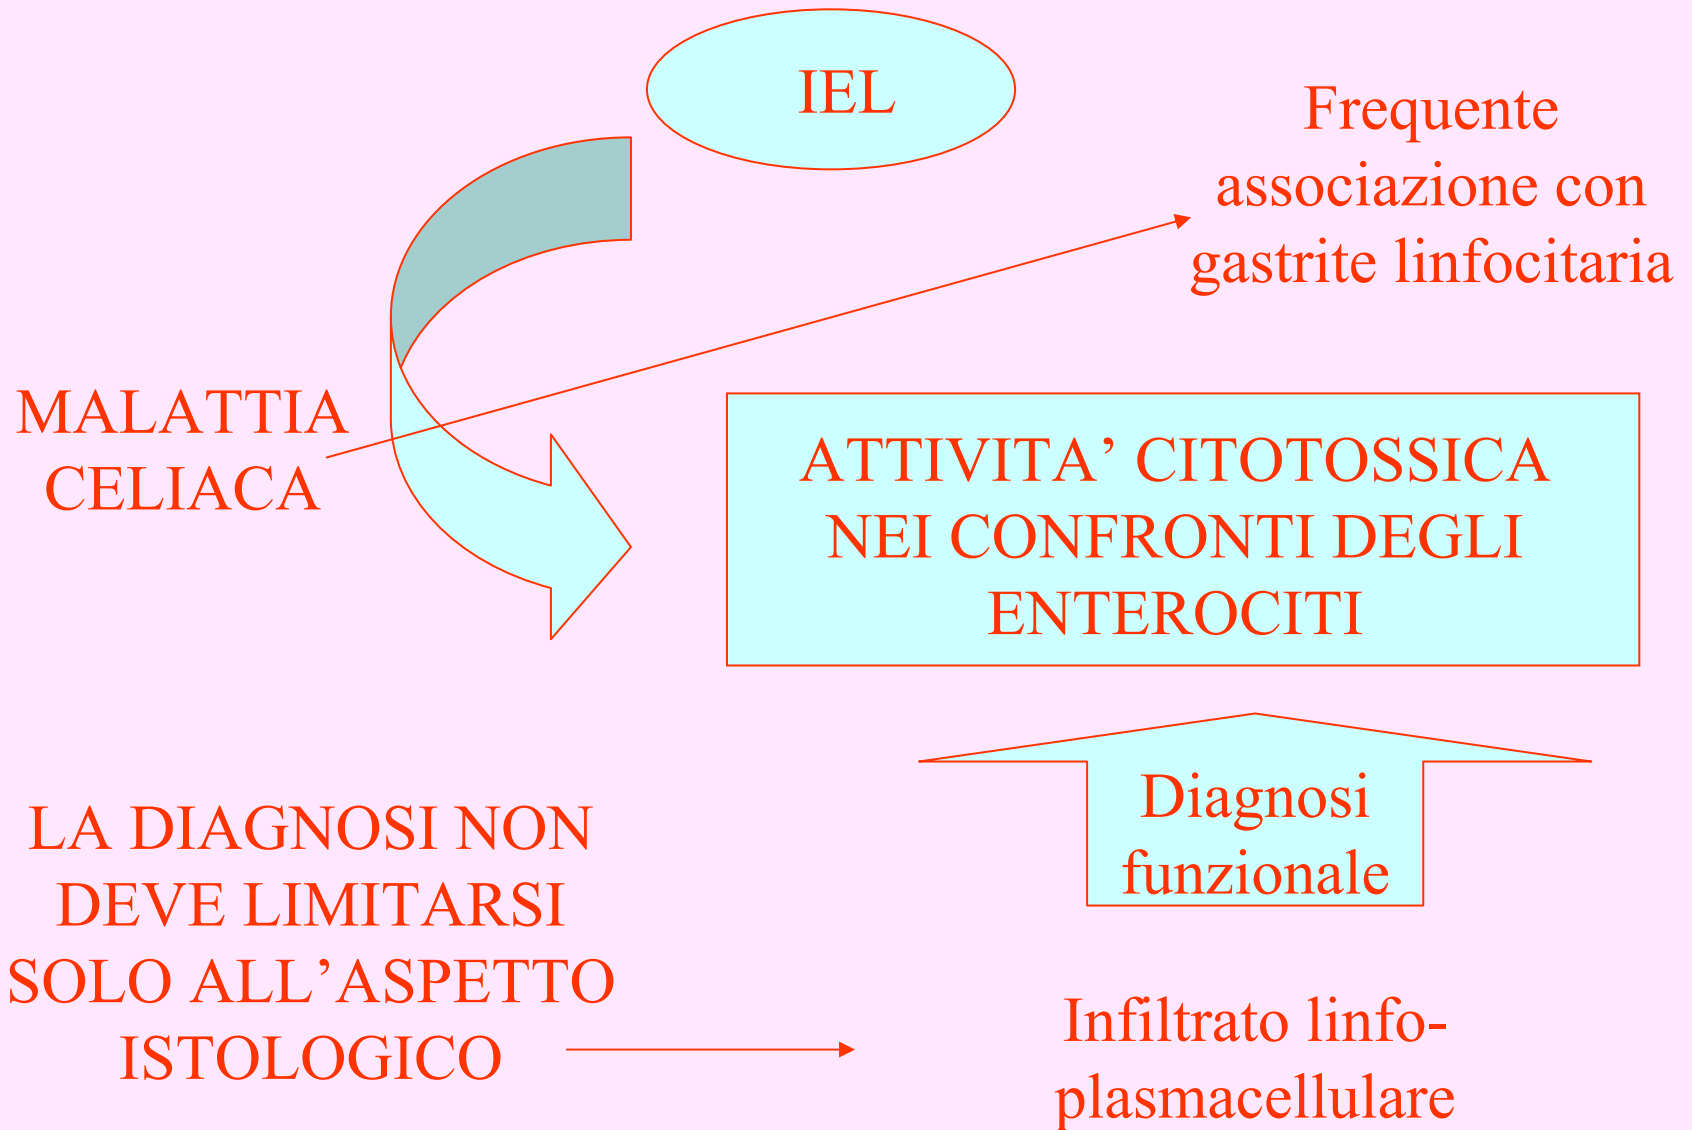 IEL
Frequente
associazione con
gastrite linfocitaria
MALATTIA
CELIACA
ATTIVITA’ CITOTOSSICA
NEI CONFRONTI DEGLI
ENTEROCITI
Diagnosi
funzionale
LA DIAGNOSI NON
DEVE LIMITARSI
SOLO ALL’ASPETTO
ISTOLOGICO
Infiltrato linfo-
plasmacellulare